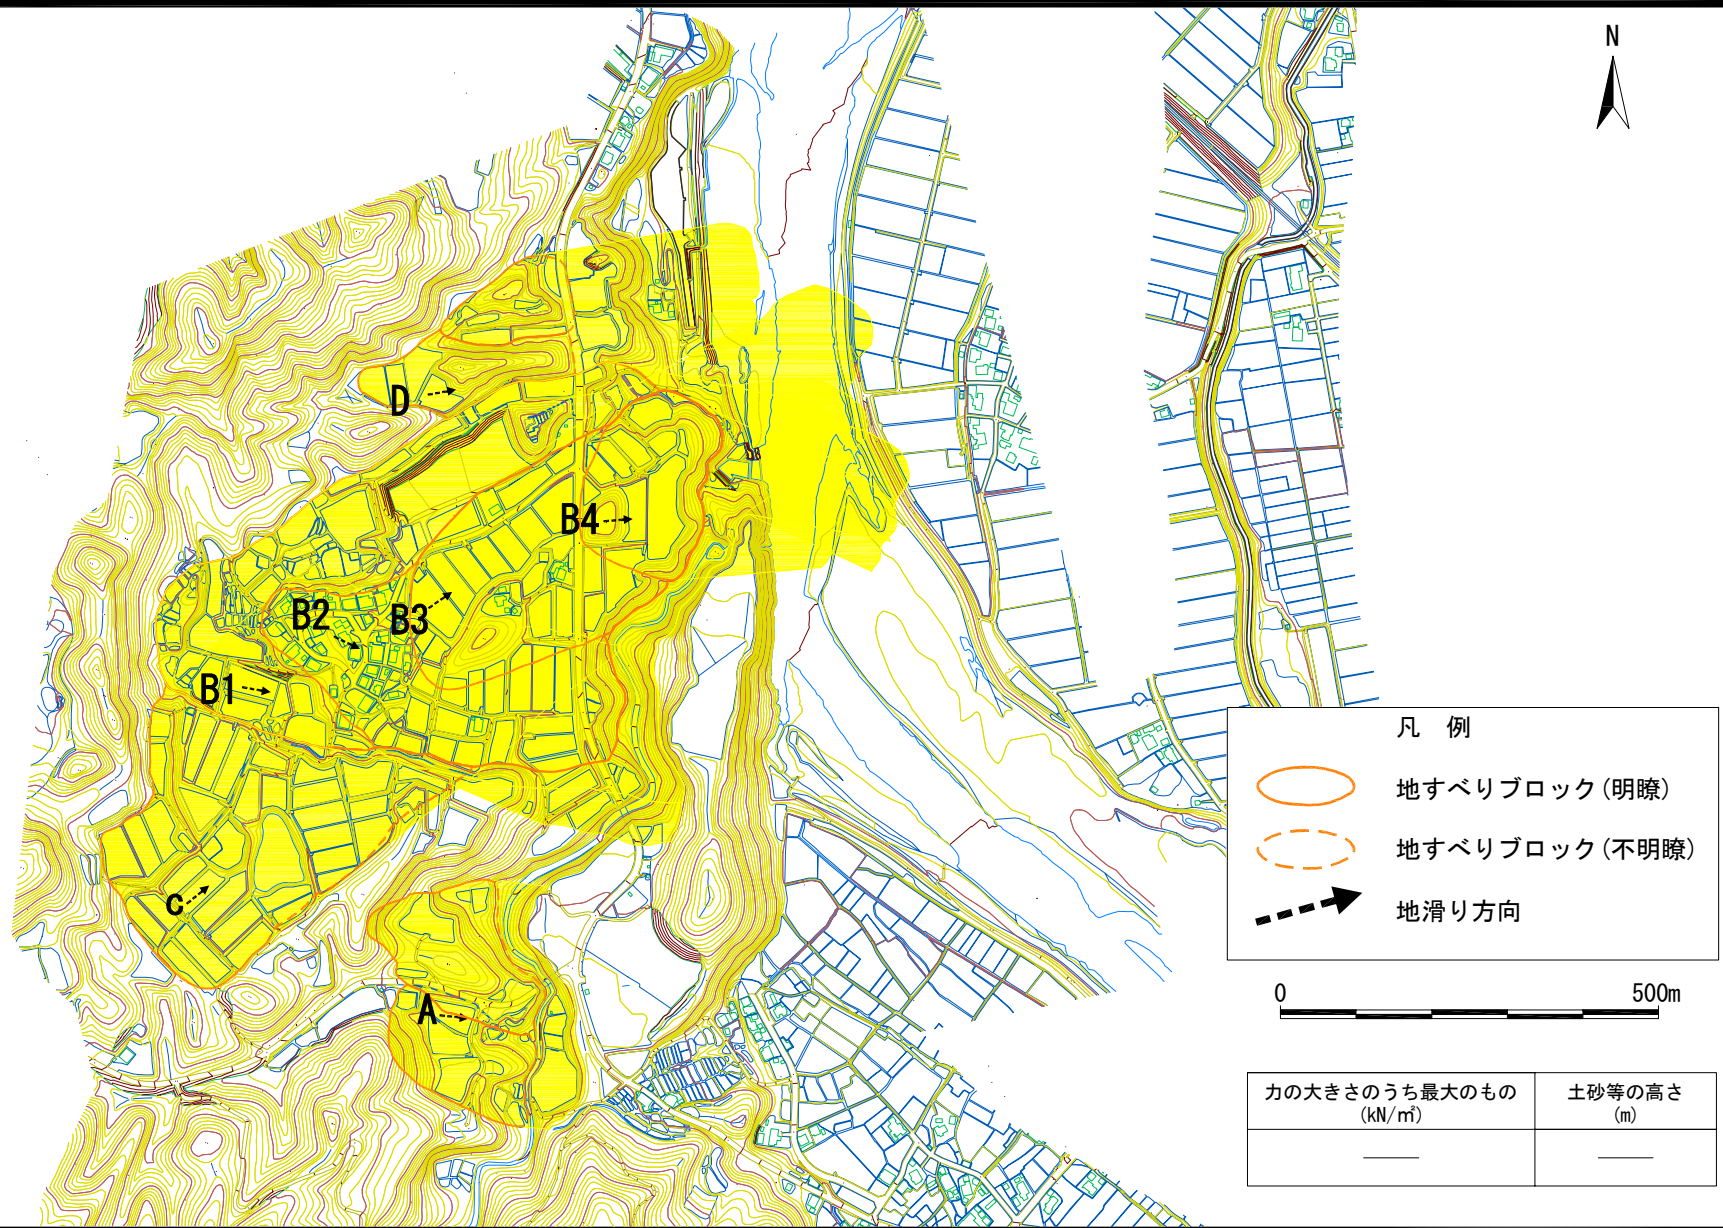 N
D
B4
B2
B3
B1
c
A
凡 例
地すべりブロック(明瞭)
地すべりブロック(不明瞭)
地滑り方向
0 500m
力の大きさのうち最大のもの 土砂等の高さ
(kN/㎡) (m)